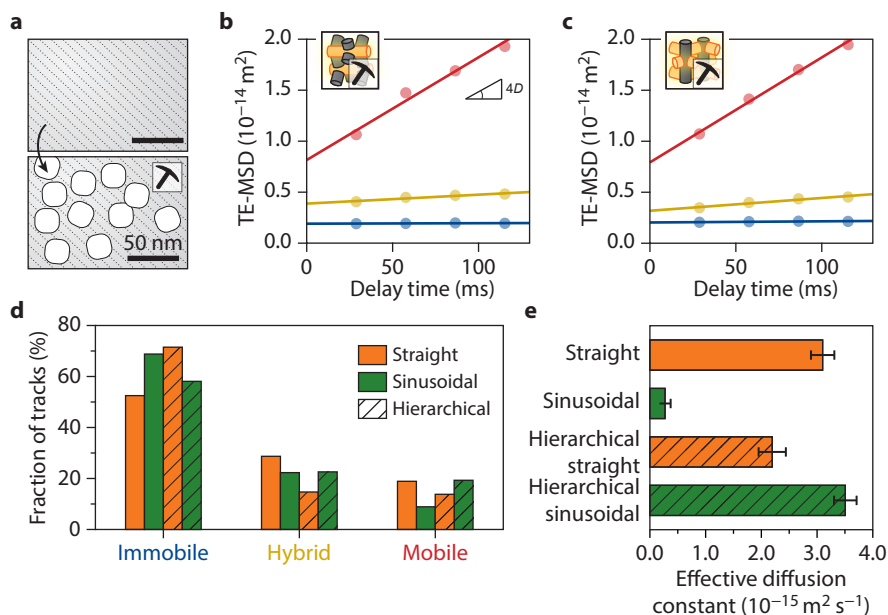 a
50 nm
b
TE-MSD (10⁻¹⁴ m²)
2.0
1.5
1.0
0.5
0.0
4D
0
50
100
Delay time (ms)
c
TE-MSD (10⁻¹⁴ m²)
2.0
1.5
1.0
0.5
0.0
0
50
100
Delay time (ms)
d
Fraction of tracks (%)
80
60
40
20
0
Straight
Sinusoidal
Hierarchical
Immobile
Hybrid
Mobile
e
Straight
Sinusoidal
Hierarchical
straight
Hierarchical
sinusoidal
0.0
1.0
2.0
3.0
4.0
Effective diffusion
constant (10⁻¹⁵ m² s⁻¹)